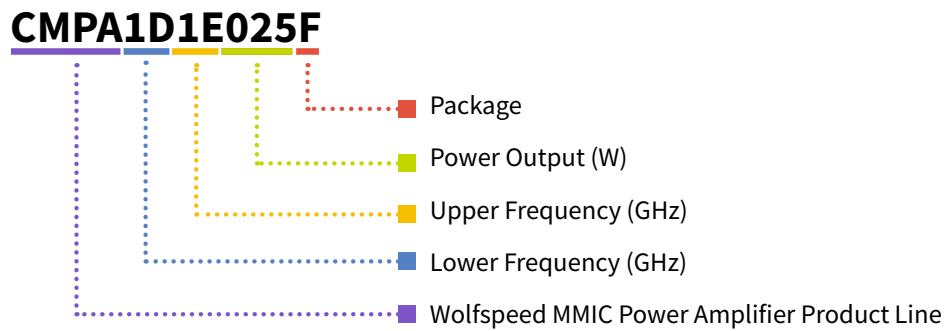 CMPA1D1E025F
Package
Power Output (W)
Upper Frequency (GHz)
Lower Frequency (GHz)
Wolfspeed MMIC Power Amplifier Product Line